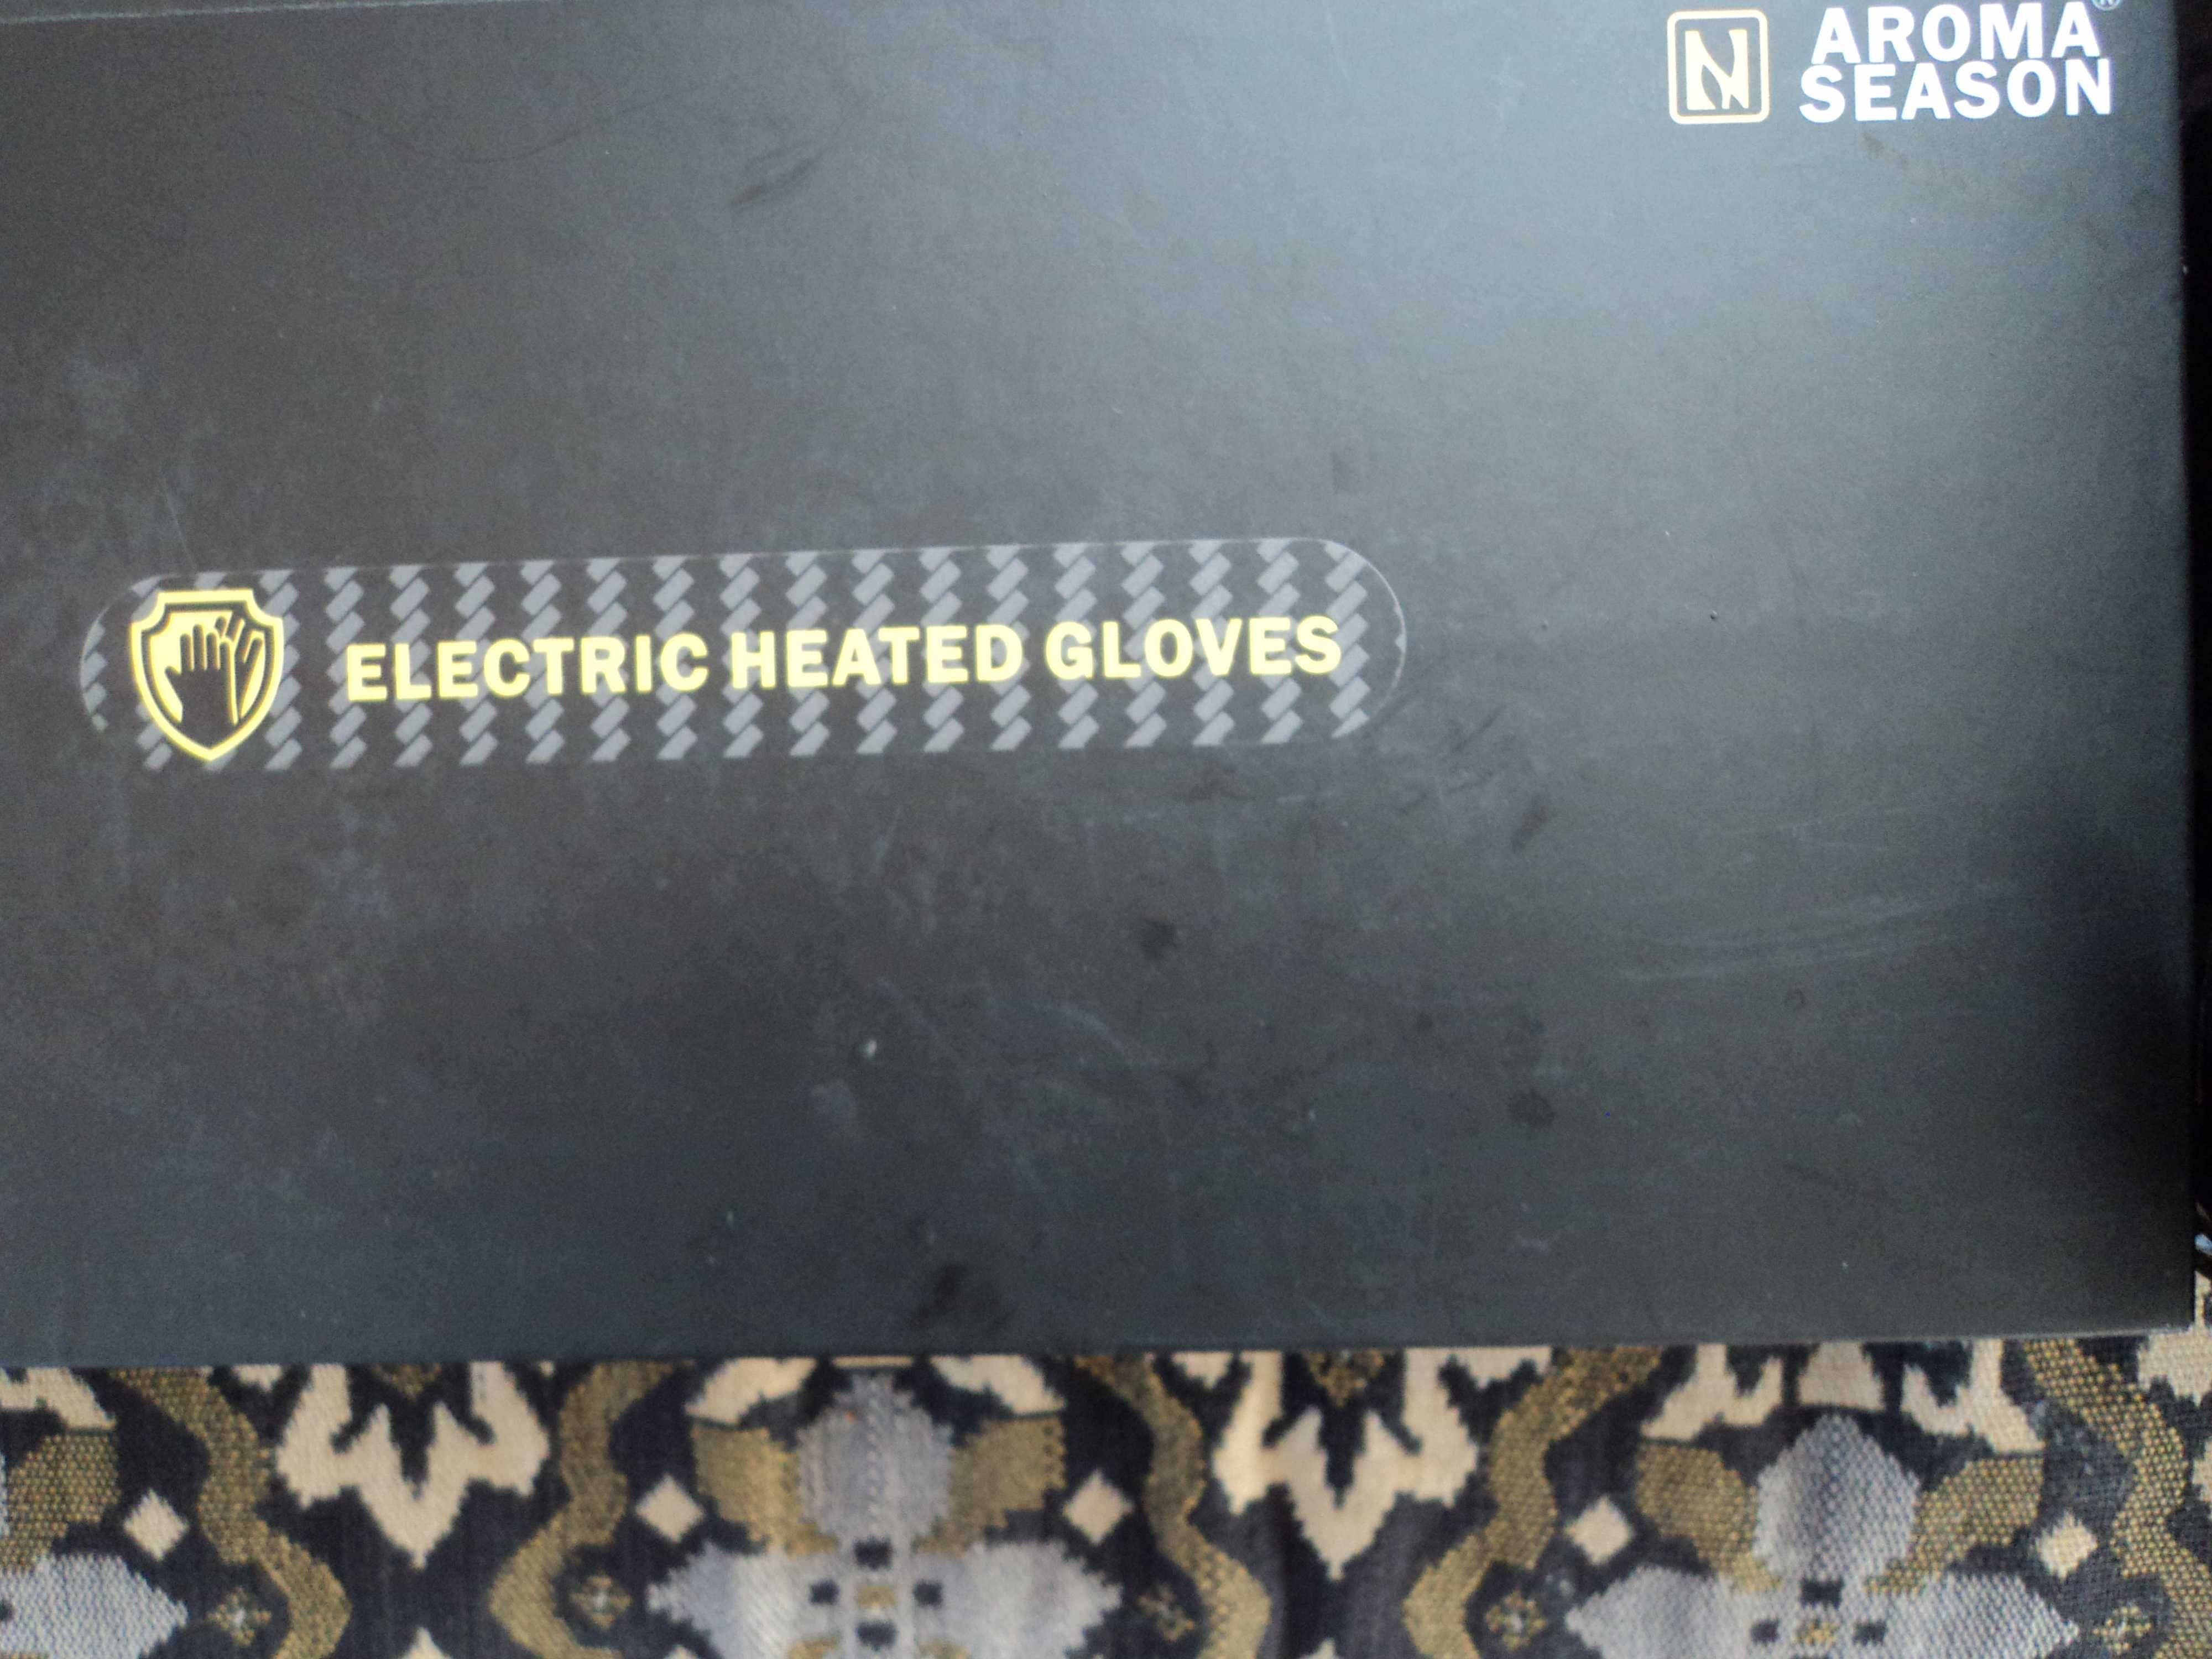 AROMA
SEASON®
ELECTRIC HEATED GLOVES